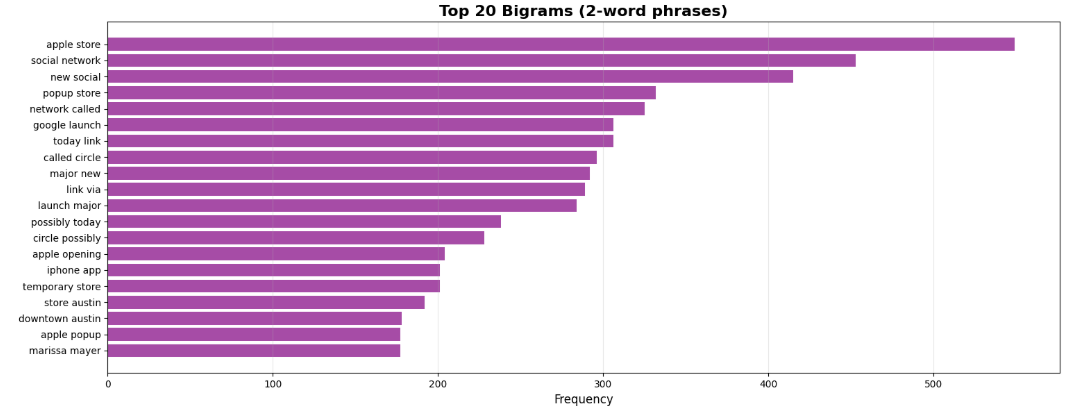 Top 20 Bigrams (2-word phrases)
apple store
social network
new social
popup store
network called
google launch
today link
called circle
major new
link via
launch major
possibly today
circle possibly
apple opening
iphone app
temporary store
store austin
downtown austin
apple popup
marissa mayer
0 100 200 300 400 500
Frequency